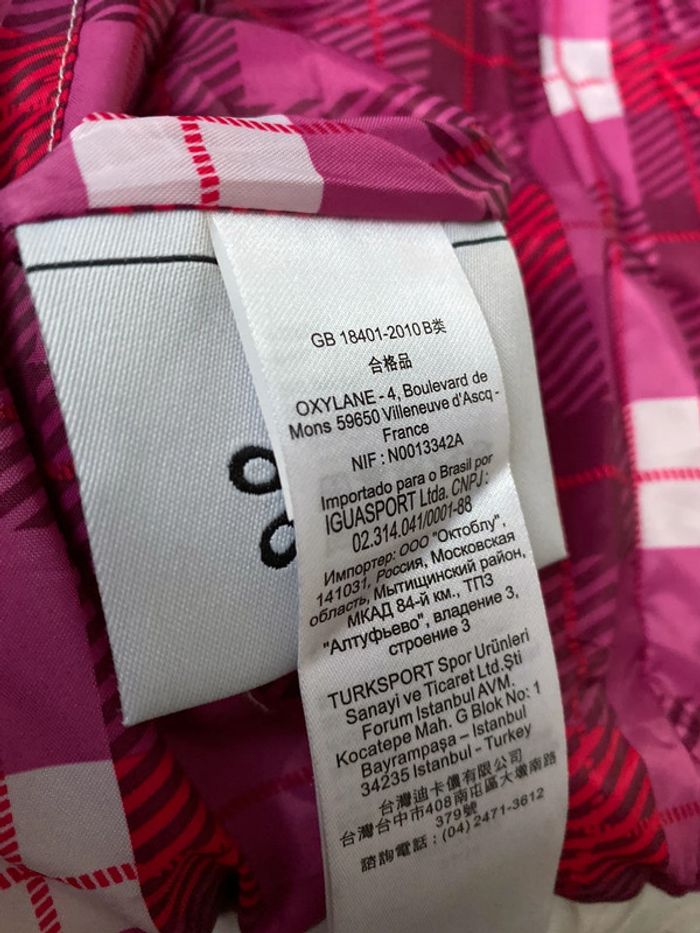 GB 18401-2010 B类
合格品
OXYLANE - 4, Boulevard de
Mons 59650 Villeneuve d'Ascq -
France
NIF : N0013342A
Importado para o Brasil por
IGUASPORT Ltda. CNPJ :
02.314.041/0001-88
Импортер: ООО "Октоблу",
141031, Россия, Московская
область, Мытищинский район,
МКАД 84-й км., ТПЗ
"Алтуфьево", владение 3,
строение 3
TURKSPORT Spor Urünleri
Sanayi ve Ticaret Ltd.Şti
Forum Istanbul AVM.
Kocatepe Mah. G Blok No: 1
Bayrampaşa – Istanbul
34235 Istanbul - Turkey
台灣迪卡儂有限公司
台灣台中市408南屯區大墩南路
379號
諮詢電話：(04) 2471-3612